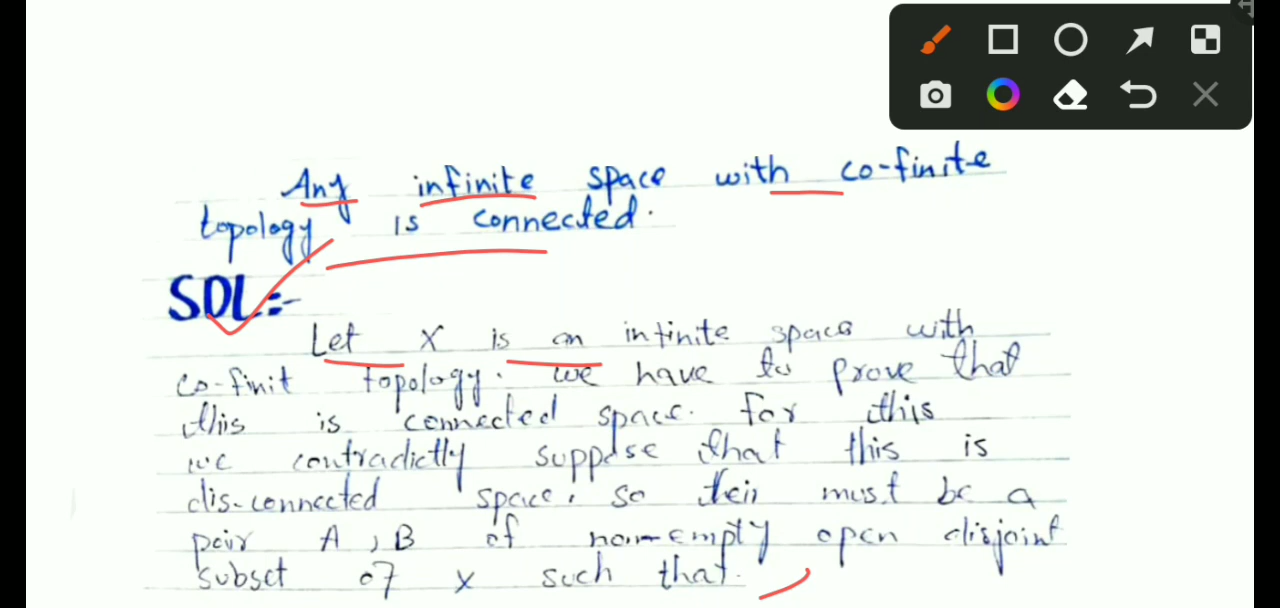 Any infinite space with co-finite
topology is connected.
SOL:-
Let X is an infinite space with
co-finit topology. we have to prove that
this is connected space. for this
we contradictly suppose that this is
dis-connected space, so their must be a
pair A, B of non-empty open disjoint
subset of X such that.